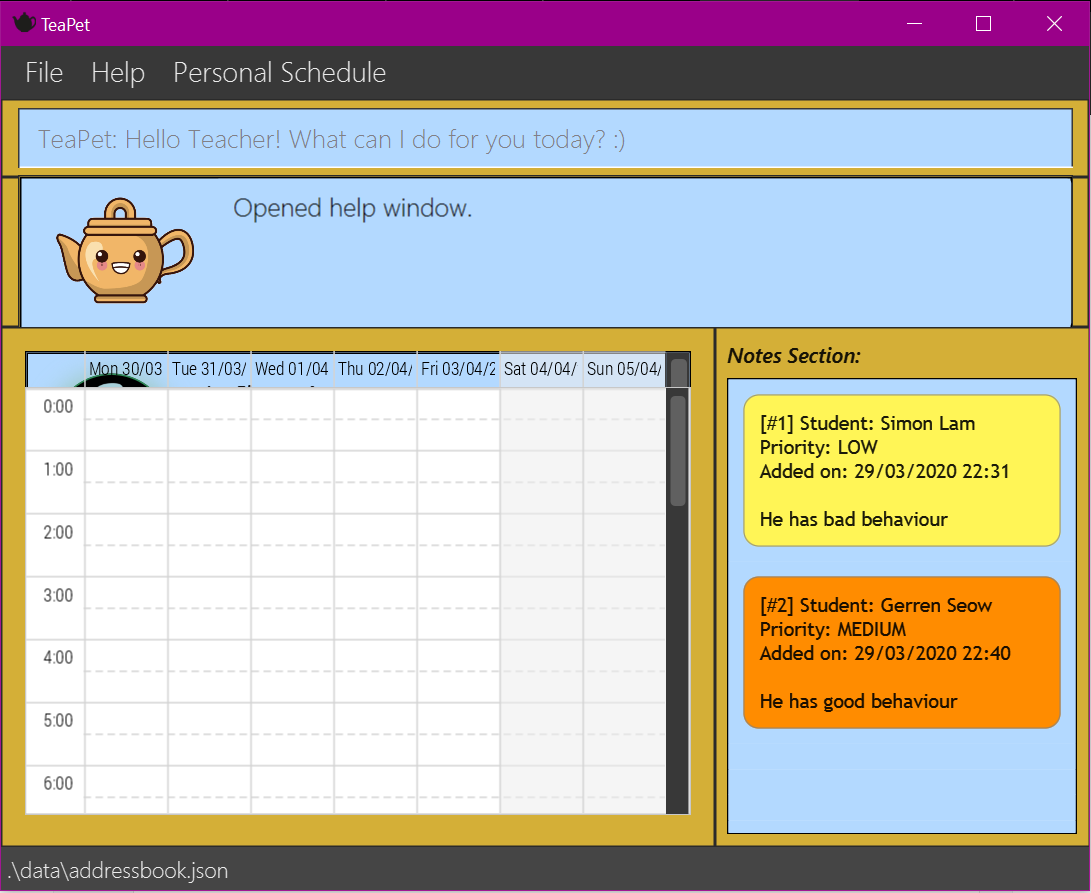 TeaPet
File Help Personal Schedule
TeaPet: Hello Teacher! What can I do for you today? :)
Opened help window.
Mon 30/03 Tue 31/03/ Wed 01/04 Thu 02/04/ Fri 03/04/2 Sat 04/04/ Sun 05/04/
0:00
1:00
2:00
3:00
4:00
5:00
6:00
Notes Section:
[#1] Student: Simon Lam
Priority: LOW
Added on: 29/03/2020 22:31
He has bad behaviour
[#2] Student: Gerren Seow
Priority: MEDIUM
Added on: 29/03/2020 22:40
He has good behaviour
.\data\addressbook.json